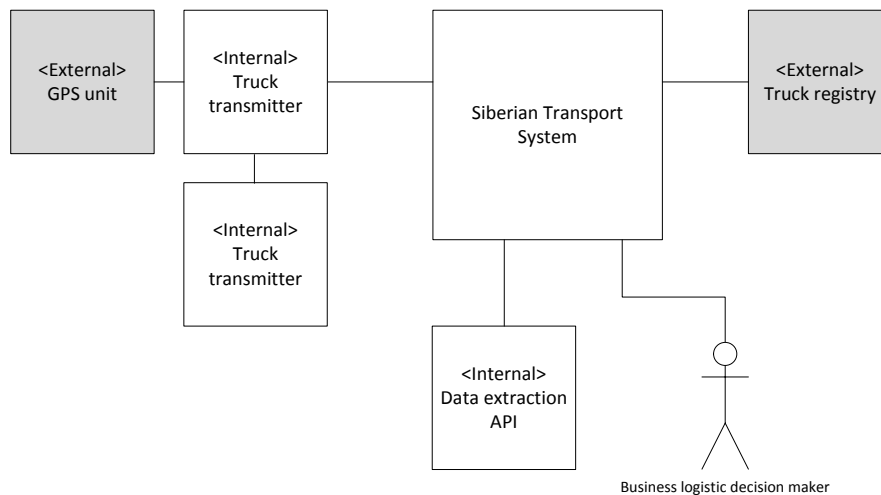 <External>
GPS unit
<Internal>
Truck
transmitter
Siberian Transport
System
<External>
Truck registry
<Internal>
Truck
transmitter
<Internal>
Data extraction
API
Business logistic decision maker